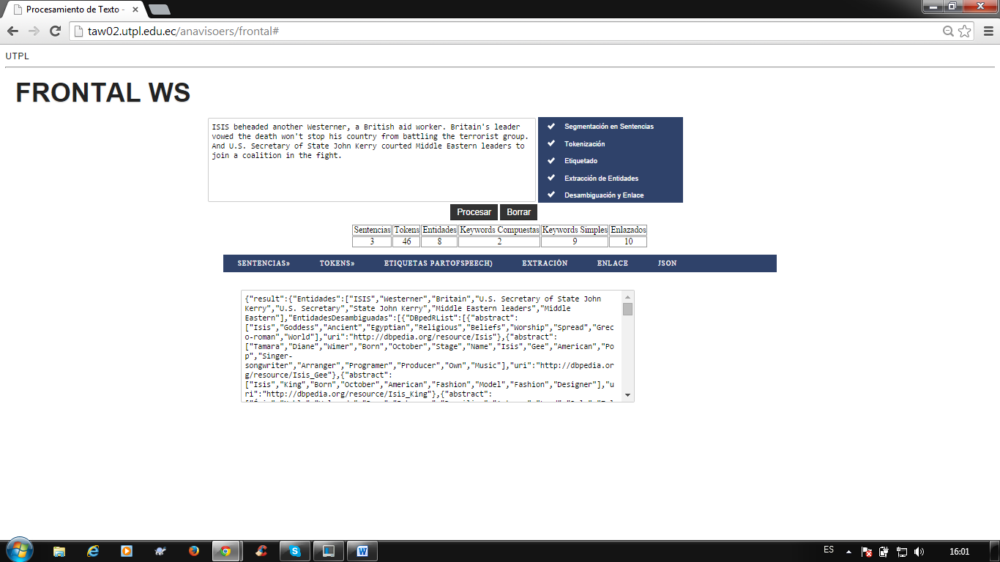 Procesamiento de Texto -
taw02.utpl.edu.ec/anavisoers/frontal#
UTPL
FRONTAL WS
ISIS beheaded another Westerner, a British aid worker. Britain's leader
vowed the death won't stop his country from battling the terrorist group.
And U.S. Secretary of State John Kerry courted Middle Eastern leaders to
join a coalition in the fight.
Segmentación en Sentencias
Tokenización
Etiquetado
Extracción de Entidades
Desambiguación y Enlace
Procesar Borrar
Sentencias Tokens Entidades Keywords Compuestas Keywords Simples Enlazados
3 46 8 2 9 10
SENTENCIAS» TOKENS» ETIQUETAS PARTOFSPEECH) EXTRACIÓN ENLACE JSON
{"result":{"Entidades":["ISIS","Westerner","Britain","U.S. Secretary of State John
Kerry","U.S. Secretary","State John Kerry","Middle Eastern leaders","Middle
Eastern"],"EntidadesDesambiguadas":[{"DBpedRList":[{"abstract":
["Isis","Goddess","Ancient","Egyptian","Religious","Beliefs","Worship","Spread","Grec
o-roman","World"],"uri":"http://dbpedia.org/resource/Isis"},{"abstract":
["Tamara","Diane","Wimer","Born","October","Stage","Name","Isis","Gee","American","Po
p","Singer-
songwriter","Arranger","Programer","Producer","Own","Music"],"uri":"http://dbpedia.or
g/resource/Isis_Gee"},{"abstract":
["Isis","King","Born","October","American","Fashion","Model","Fashion","Designer"],"u
ri":"http://dbpedia.org/resource/Isis_King"},{"abstract":
ES
16:01